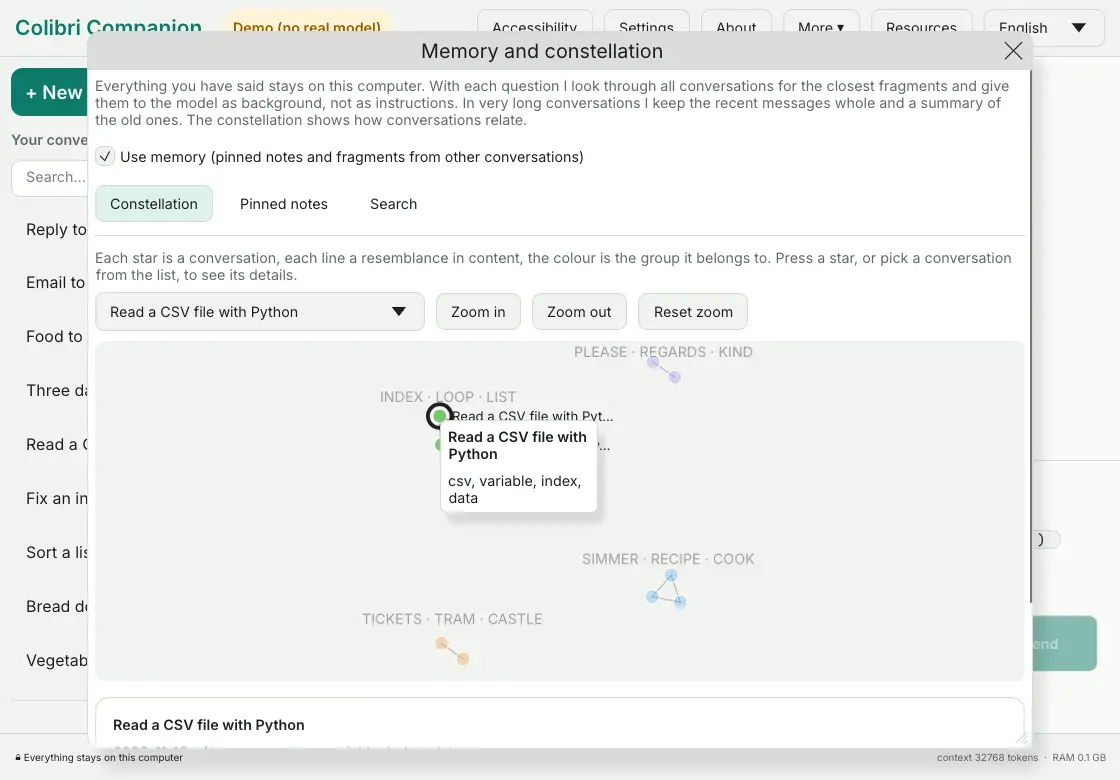 Colibri Companion
Demo (no real model)
Accessibility
Settings
About
More ▾
Resources
English
Memory and constellation
+ New
Your conve
Search...
Reply to
Email to
Food to
Three da
Read a C
Fix an in
Sort a lis
Bread do
Vegetab
Everything you have said stays on this computer. With each question I look through all conversations for the closest fragments and give
them to the model as background, not as instructions. In very long conversations I keep the recent messages whole and a summary of
the old ones. The constellation shows how conversations relate.
Use memory (pinned notes and fragments from other conversations)
Constellation
Pinned notes
Search
Each star is a conversation, each line a resemblance in content, the colour is the group it belongs to. Press a star, or pick a conversation
from the list, to see its details.
Read a CSV file with Python
Zoom in
Zoom out
Reset zoom
PLEASE · REGARDS · KIND
INDEX · LOOP · LIST
Read a CSV file with Pyt...
Read a CSV file with
Python
csv, variable, index,
data
SIMMER · RECIPE · COOK
TICKETS · TRAM · CASTLE
)
end
Read a CSV file with Python
Everything stays on this computer
context 32768 tokens · RAM 0.1 GB